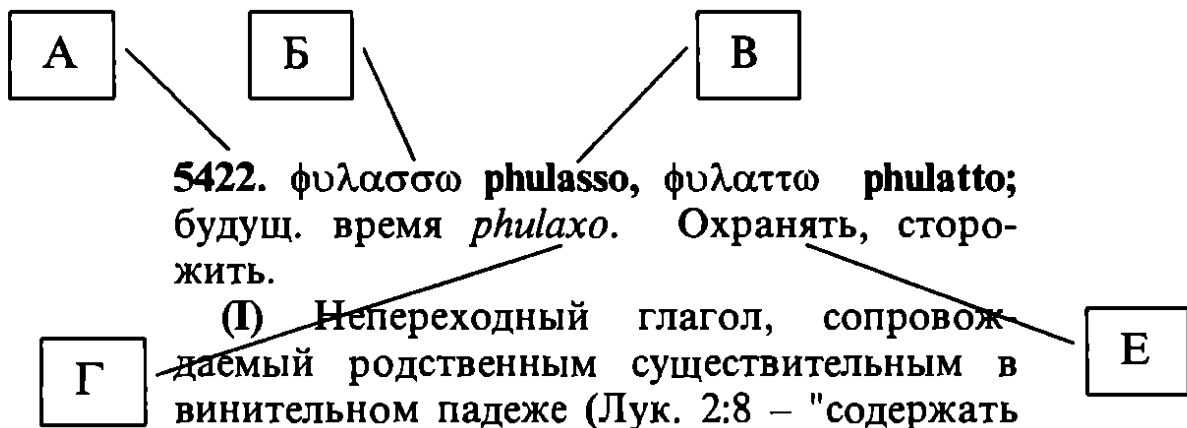 А Б В
5422. φυλασσω phulasso, φυλαττω phulatto;
будущ. время phulaxo. Охранять, сторо-
жить.
(I) Непереходный глагол, сопровож-
даемый родственным существительным в
винительном падеже (Лук. 2:8 – "содержать
Г Е